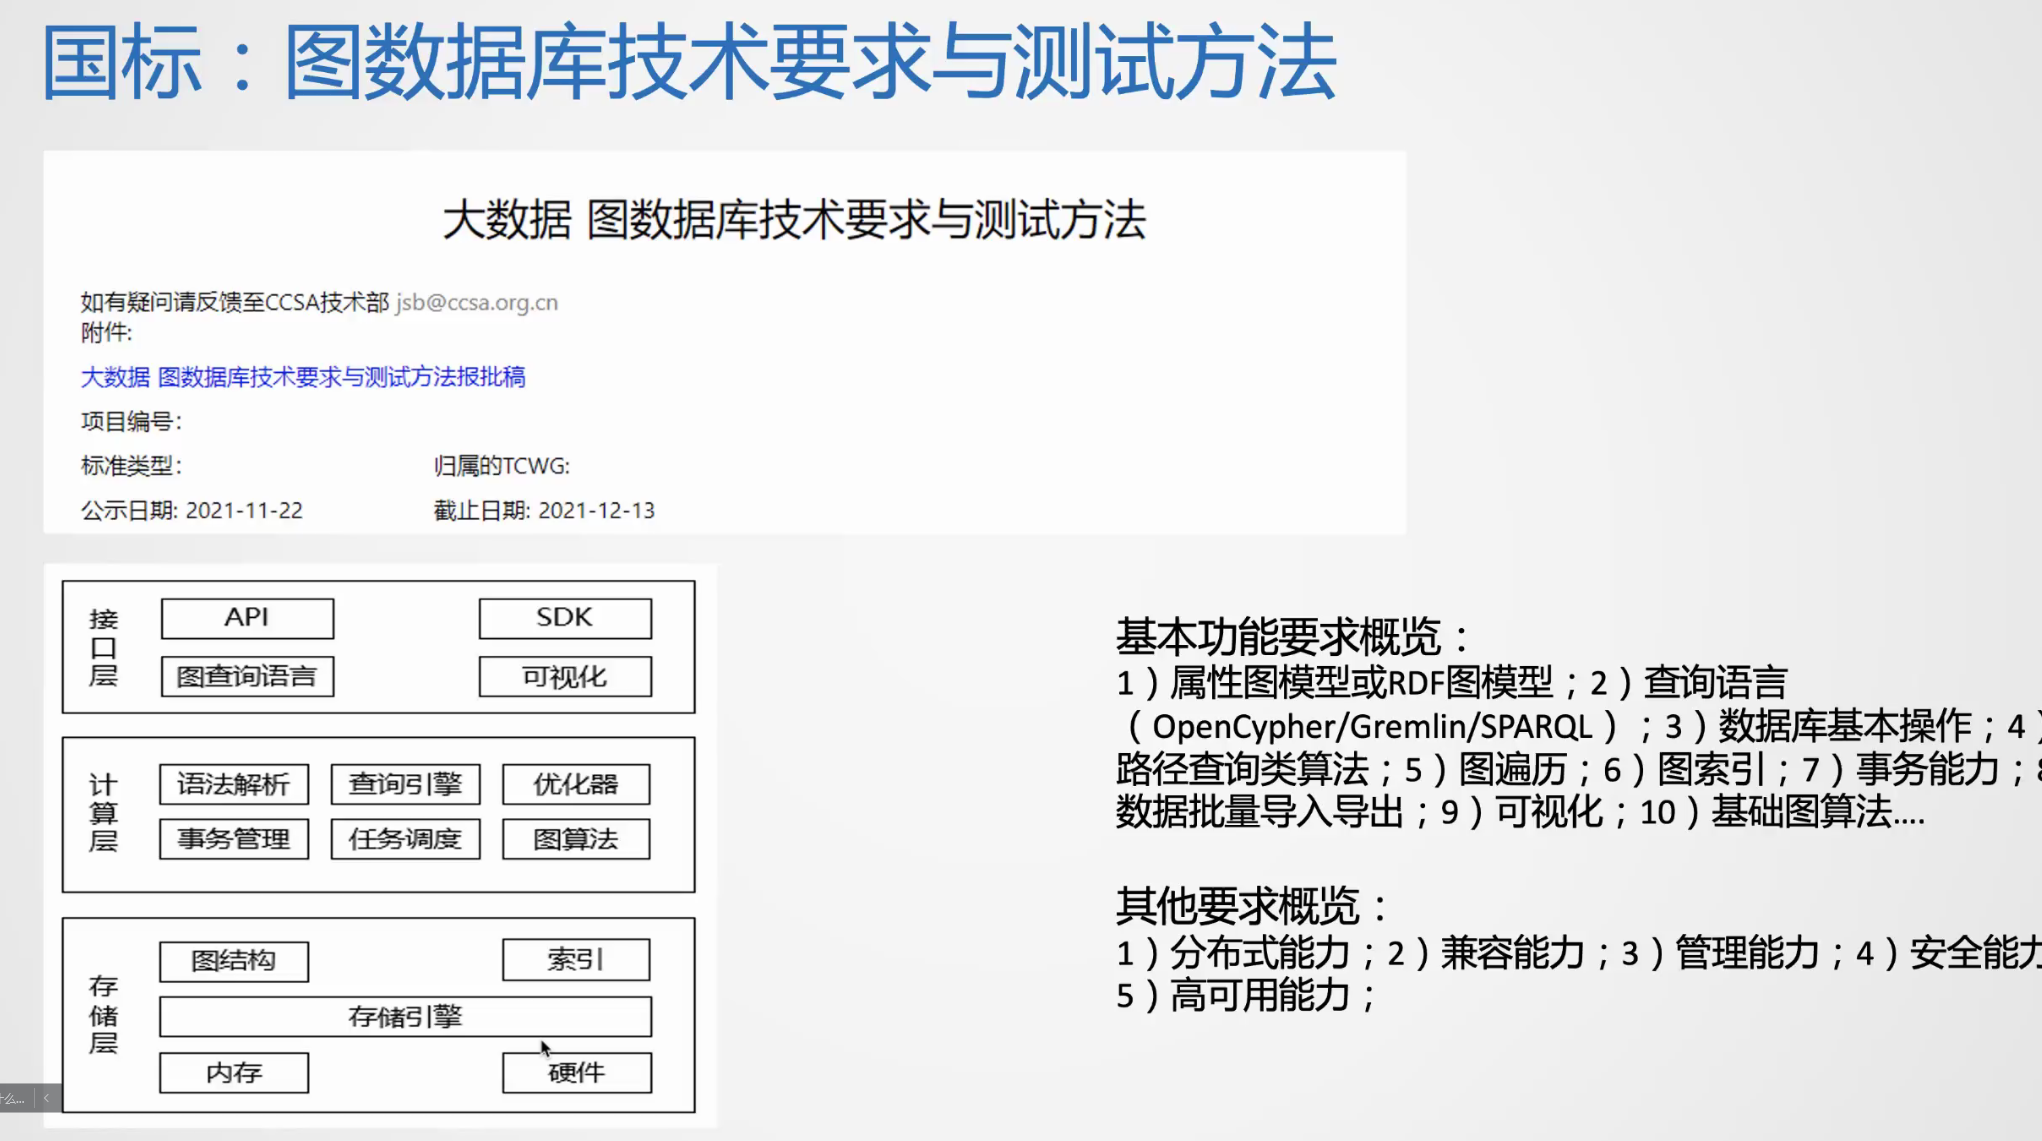 国标：图数据库技术要求与测试方法
大数据 图数据库技术要求与测试方法
如有疑问请反馈至CCSA技术部 jsb@ccsa.org.cn
附件:
大数据 图数据库技术要求与测试方法报批稿
项目编号：
标准类型： 归属的TCWG:
公示日期: 2021-11-22 截止日期: 2021-12-13
接口层
API SDK
图查询语言 可视化
计算层
语法解析 查询引擎 优化器
事务管理 任务调度 图算法
存储层
图结构 索引
存储引擎
内存 硬件
基本功能要求概览：
1）属性图模型或RDF图模型；2）查询语言
（OpenCypher/Gremlin/SPARQL）；3）数据库基本操作；4）
路径查询类算法；5）图遍历；6）图索引；7）事务能力；
数据批量导入导出；9）可视化；10）基础图算法....
其他要求概览：
1）分布式能力；2）兼容能力；3）管理能力；4）安全能力
5）高可用能力；